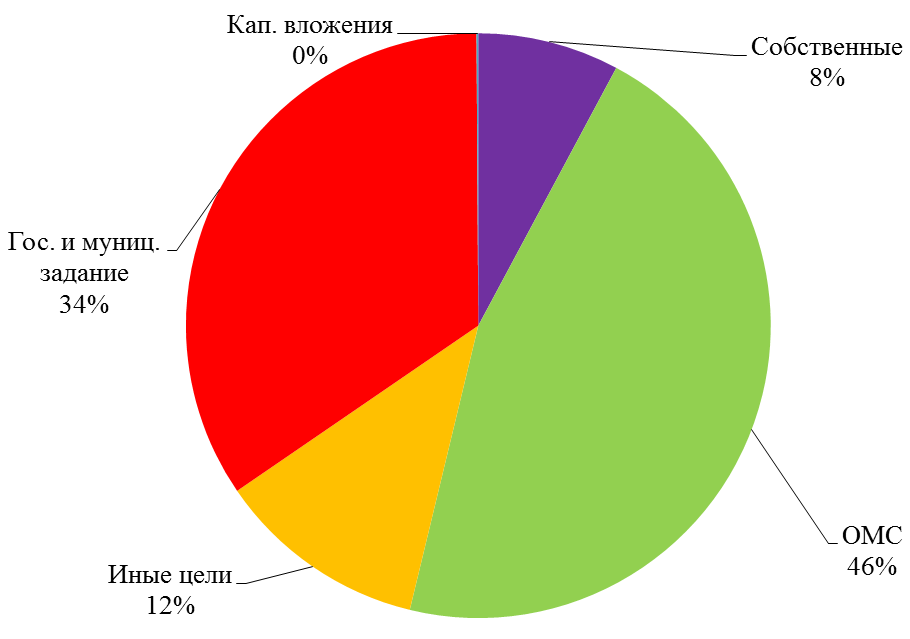 Кап. вложения
0%
Собственные
8%
Гос. и муниц.
задание
34%
ОМС
46%
Иные цели
12%